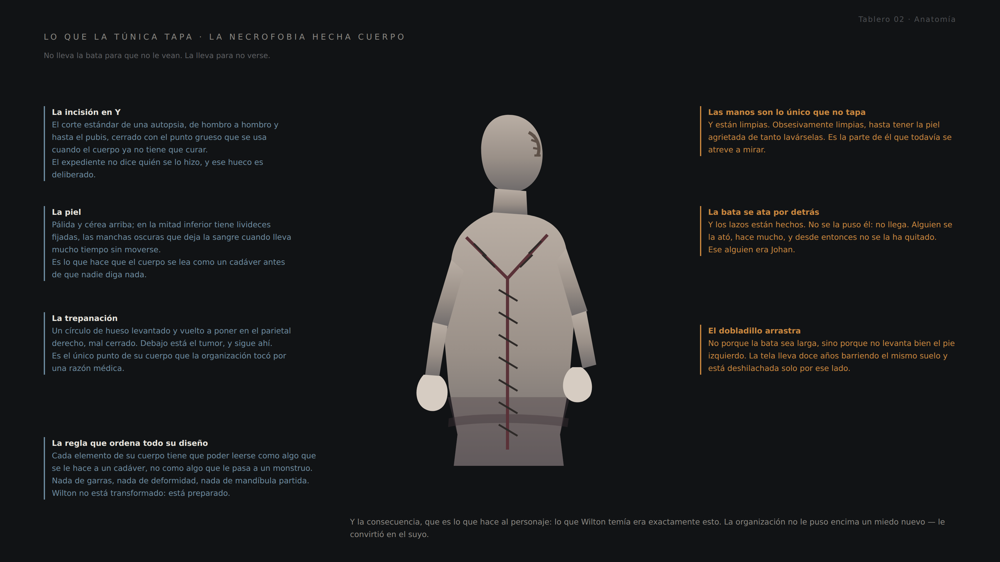 Tablero 02 · Anatomía
LO QUE LA TÚNICA TAPA · LA NECROFOBIA HECHA CUERPO
No lleva la bata para que no le vean. La lleva para no verse.
La incisión en Y
El corte estándar de una autopsia, de hombro a hombro y
hasta el pubis, cerrado con el punto grueso que se usa
cuando el cuerpo ya no tiene que curar.
El expediente no dice quién se lo hizo, y ese hueco es
deliberado.
La piel
Pálida y cérea arriba; en la mitad inferior tiene livideces
fijadas, las manchas oscuras que deja la sangre cuando lleva
mucho tiempo sin moverse.
Es lo que hace que el cuerpo se lea como un cadáver antes
de que nadie diga nada.
La trepanación
Un círculo de hueso levantado y vuelto a poner en el parietal
derecho, mal cerrado. Debajo está el tumor, y sigue ahí.
Es el único punto de su cuerpo que la organización tocó por
una razón médica.
La regla que ordena todo su diseño
Cada elemento de su cuerpo tiene que poder leerse como algo que
se le hace a un cadáver, no como algo que le pasa a un monstruo.
Nada de garras, nada de deformidad, nada de mandíbula partida.
Wilton no está transformado: está preparado.
Las manos son lo único que no tapa
Y están limpias. Obsesivamente limpias, hasta tener la piel
agrietada de tanto lavárselas. Es la parte de él que todavía se
atreve a mirar.
La bata se ata por detrás
Y los lazos están hechos. No se la puso él: no llega. Alguien se
la ató, hace mucho, y desde entonces no se la ha quitado.
Ese alguien era Johan.
El dobladillo arrastra
No porque la bata sea larga, sino porque no levanta bien el pie
izquierdo. La tela lleva doce años barriendo el mismo suelo y
está deshilachada solo por ese lado.
Y la consecuencia, que es lo que hace al personaje: lo que Wilton temía era exactamente esto. La organización no le puso encima un miedo nuevo — le
convirtió en el suyo.